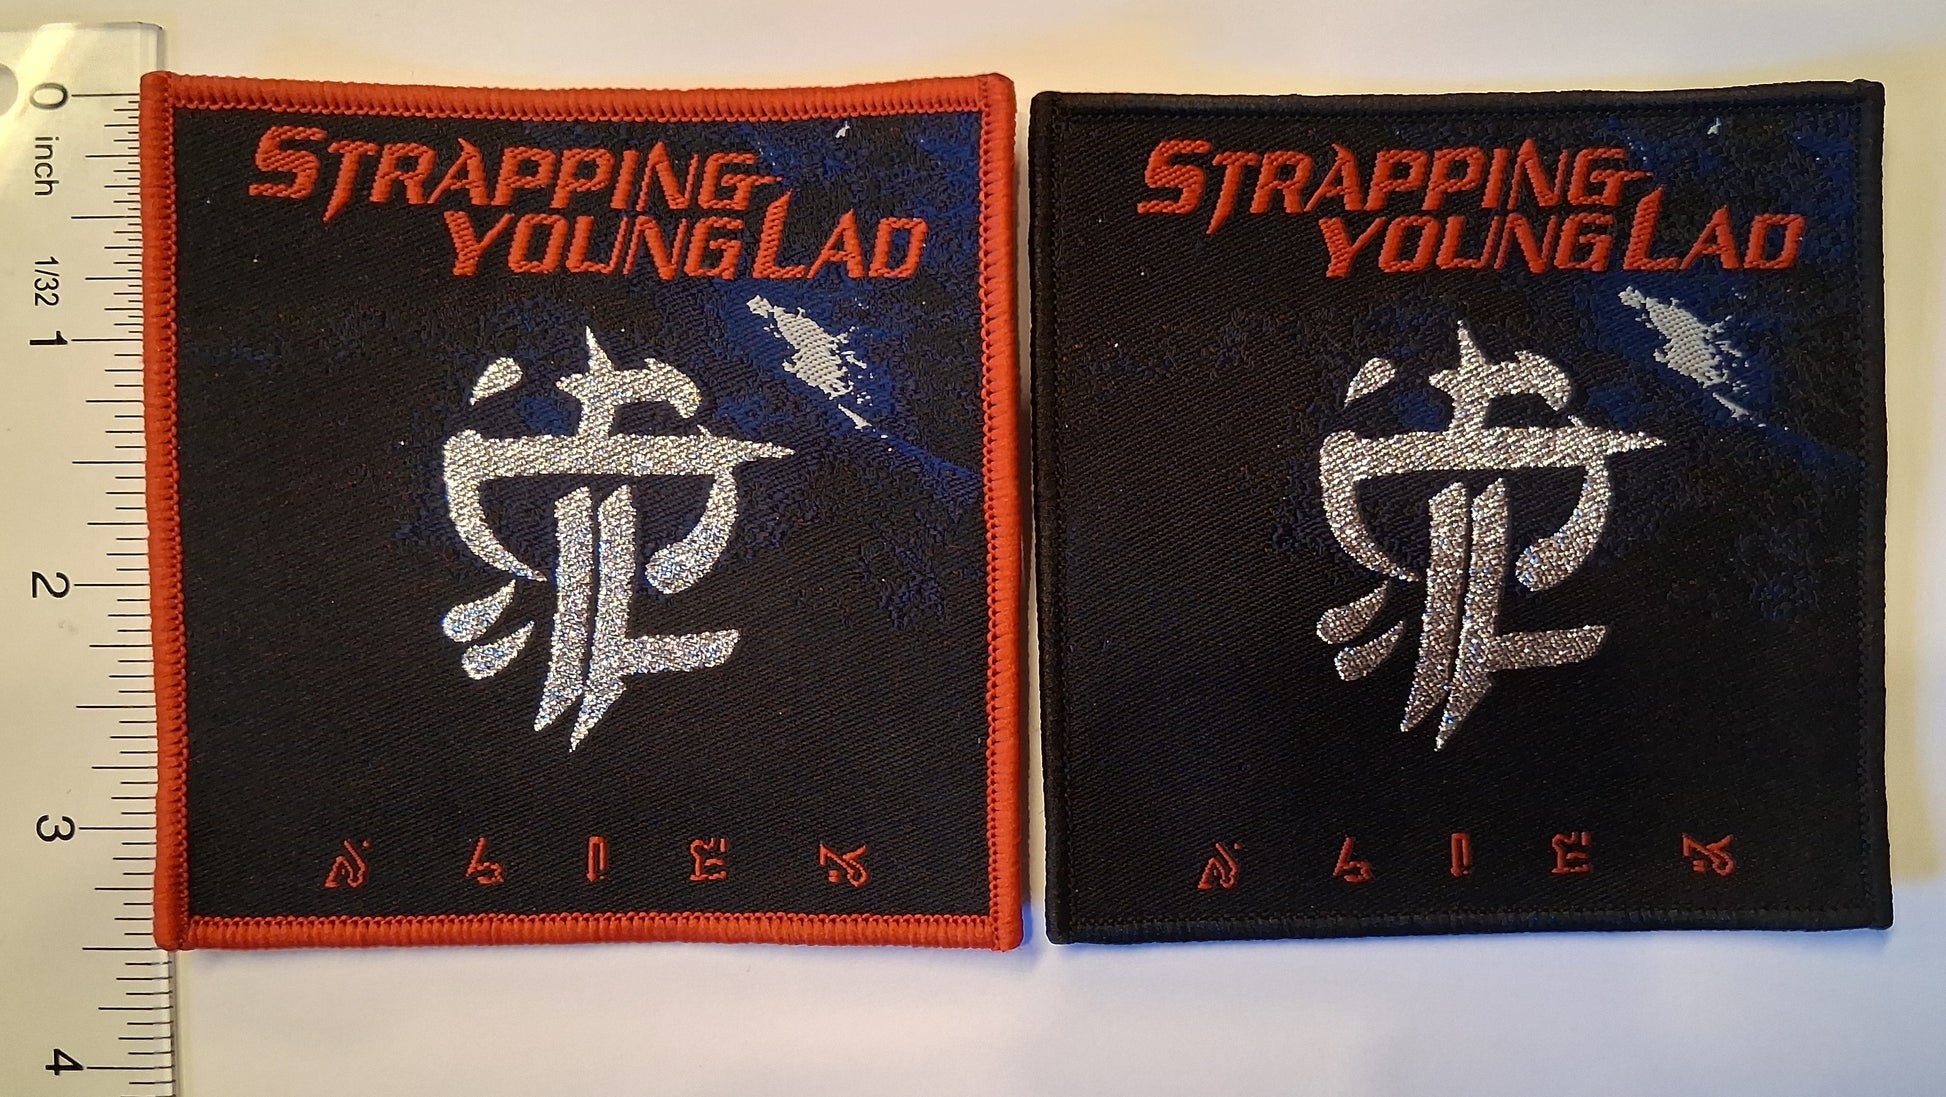 0
inch
1/32
1
2
3
4
STRAPPING
YOUNG LAD
STRAPPING
YOUNG LAD